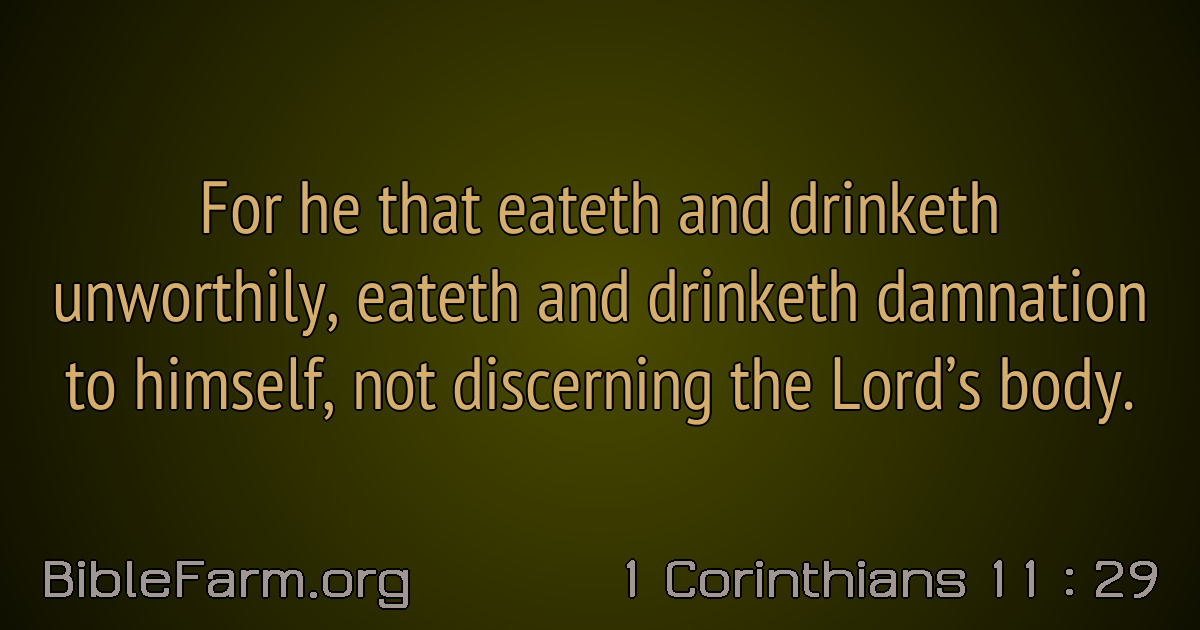 For he that eateth and drinketh
unworthily, eateth and drinketh damnation
to himself, not discerning the Lord’s body.
BibleFarm.org
1 Corinthians 11 : 29